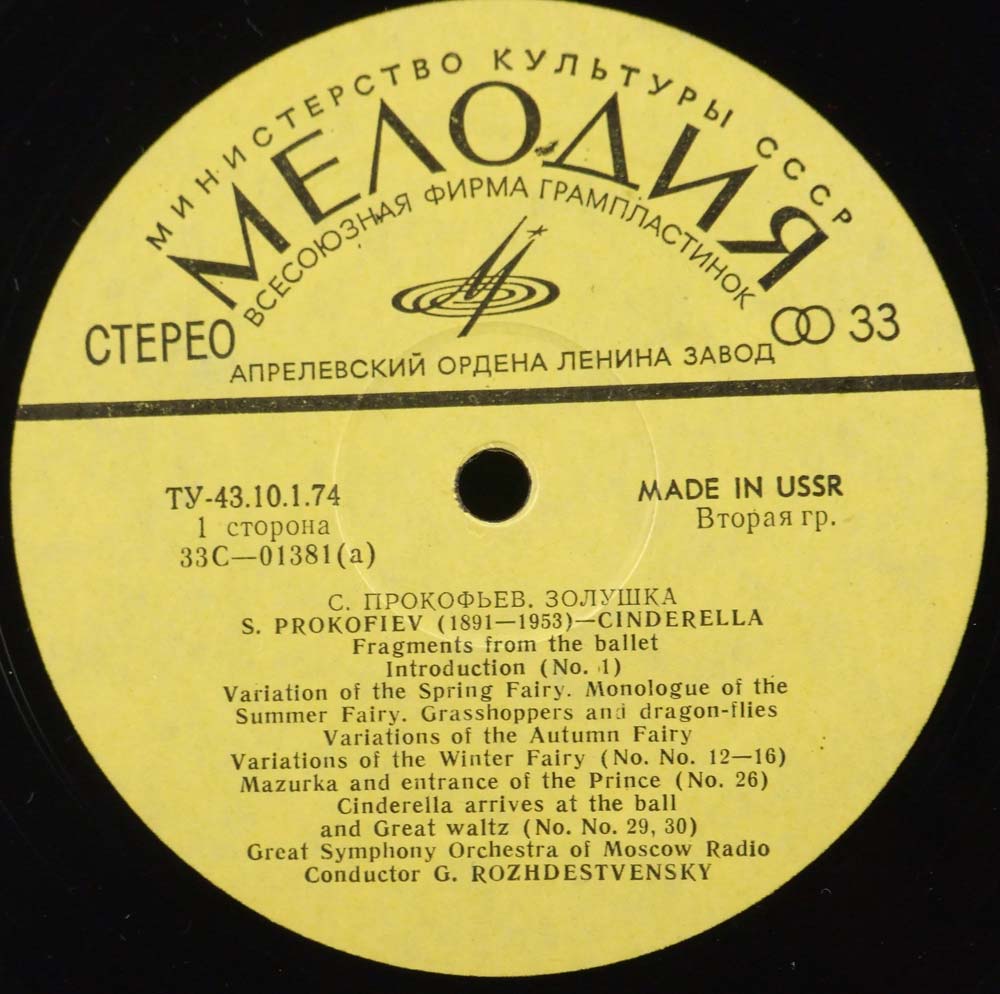 МИНИСТЕРСТВО КУЛЬТУРЫ СССР
МЕЛОДИЯ
ВСЕСОЮЗНАЯ ФИРМА ГРАМПЛАСТИНОК
СТЕРЕО
33
АПРЕЛЕВСКИЙ ОРДЕНА ЛЕНИНА ЗАВОД
ТУ-43.10.1.74
1 сторона
33С—01381(а)
MADE IN USSR
Вторая гр.
С. ПРОКОФЬЕВ. ЗОЛУШКА
S. PROKOFIEV (1891—1953)—CINDERELLA
Fragments from the ballet
Introduction (No. 1)
Variation of the Spring Fairy. Monologue of the
Summer Fairy. Grasshoppers and dragon-flies
Variations of the Autumn Fairy
Variations of the Winter Fairy (No. No. 12—16)
Mazurka and entrance of the Prince (No. 26)
Cinderella arrives at the ball
and Great waltz (No. No. 29, 30)
Great Symphony Orchestra of Moscow Radio
Conductor G. ROZHDESTVENSKY